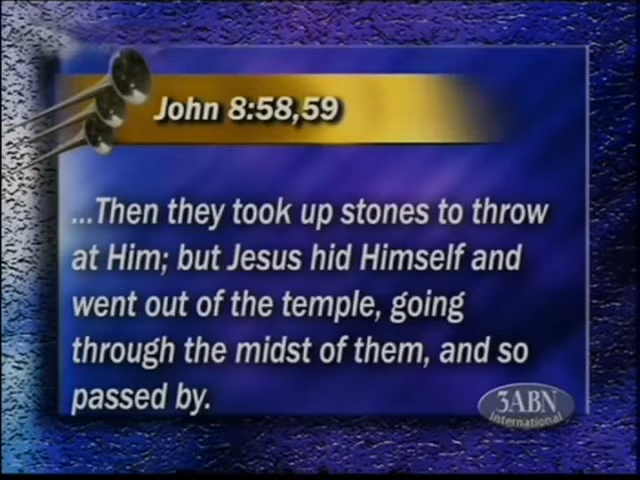 John 8:58,59
...Then they took up stones to throw
at Him; but Jesus hid Himself and
went out of the temple, going
through the midst of them, and so
passed by.
3ABN
International